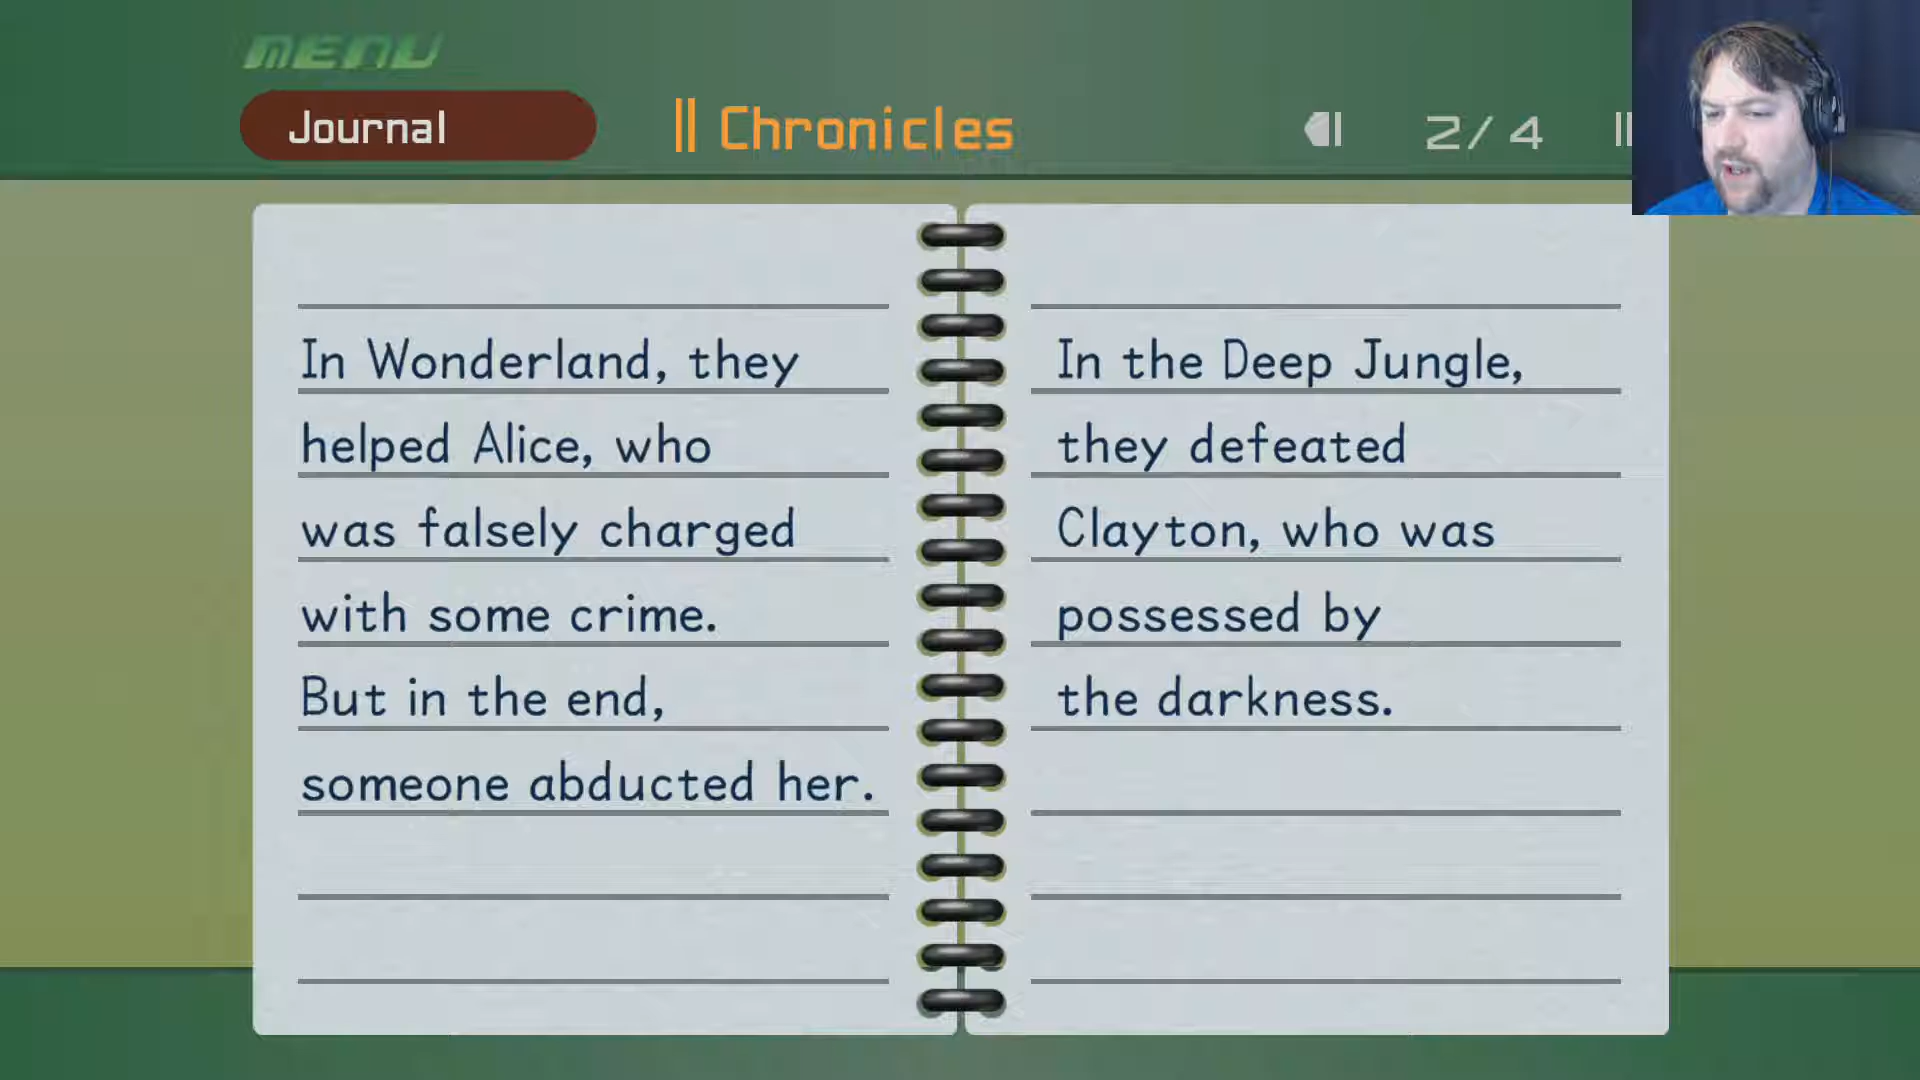 MENU
Journal
Chronicles
2/4
In Wonderland, they
helped Alice, who
was falsely charged
with some crime.
But in the end,
someone abducted her.
In the Deep Jungle,
they defeated
Clayton, who was
possessed by
the darkness.